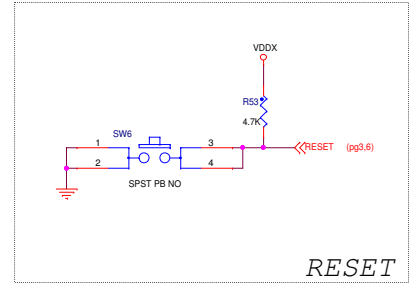 VDDX
R53
4.7K
SW6
1
3
RESET (pg3,6)
2
4
SPST PB NO
RESET